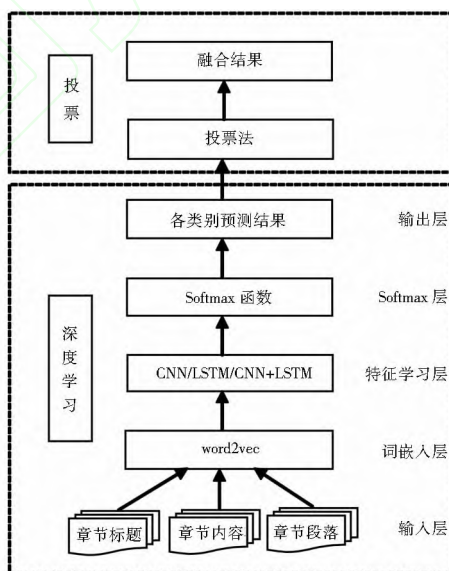 融合结果
投票
投票法
各类别预测结果 输出层
Softmax 函数 Softmax 层
深度学习
CNN/LSTM/CNN+LSTM 特征学习层
word2vec 词嵌入层
章节标题 章节内容 章节段落 输入层